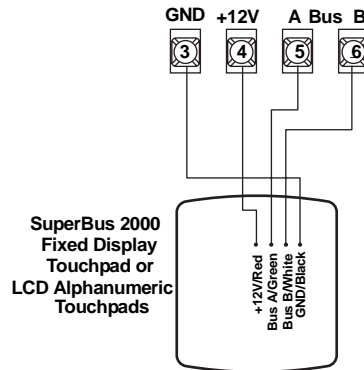 GND +12V A Bus B
3 4 5 6
SuperBus 2000
Fixed Display
Touchpad or
LCD Alphanumeric
Touchpads
+12V/Red
Bus A/Green
Bus B/White
GND/Black